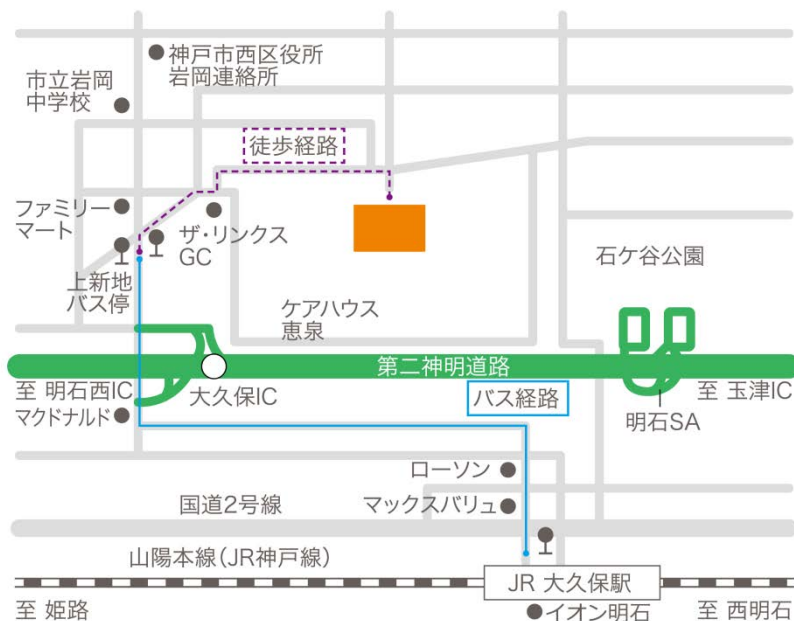 神戸市西区役所
岩岡連絡所
市立岩岡
中学校
徒歩経路
ファミリー
マート
ザ・リンクス
GC
上新地
バス停
石ケ谷公園
ケアハウス
恵泉
第二神明道路
至 明石西IC
大久保IC
バス経路
明石SA
至 玉津IC
マクドナルド
ローソン
国道2号線
マックスバリュ
山陽本線(JR神戸線)
JR 大久保駅
至 姫路
イオン明石
至 西明石